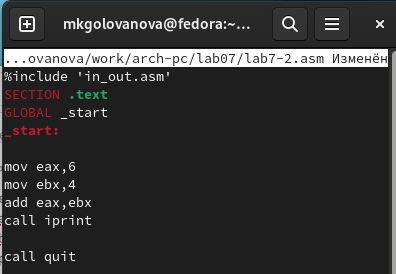 mkgolovanova@fedora:~...
...ovanova/work/arch-pc/lab07/lab7-2.asm Изменён
%include 'in_out.asm'
SECTION .text
GLOBAL _start
_start:
mov eax,6
mov ebx,4
add eax,ebx
call iprint
call quit